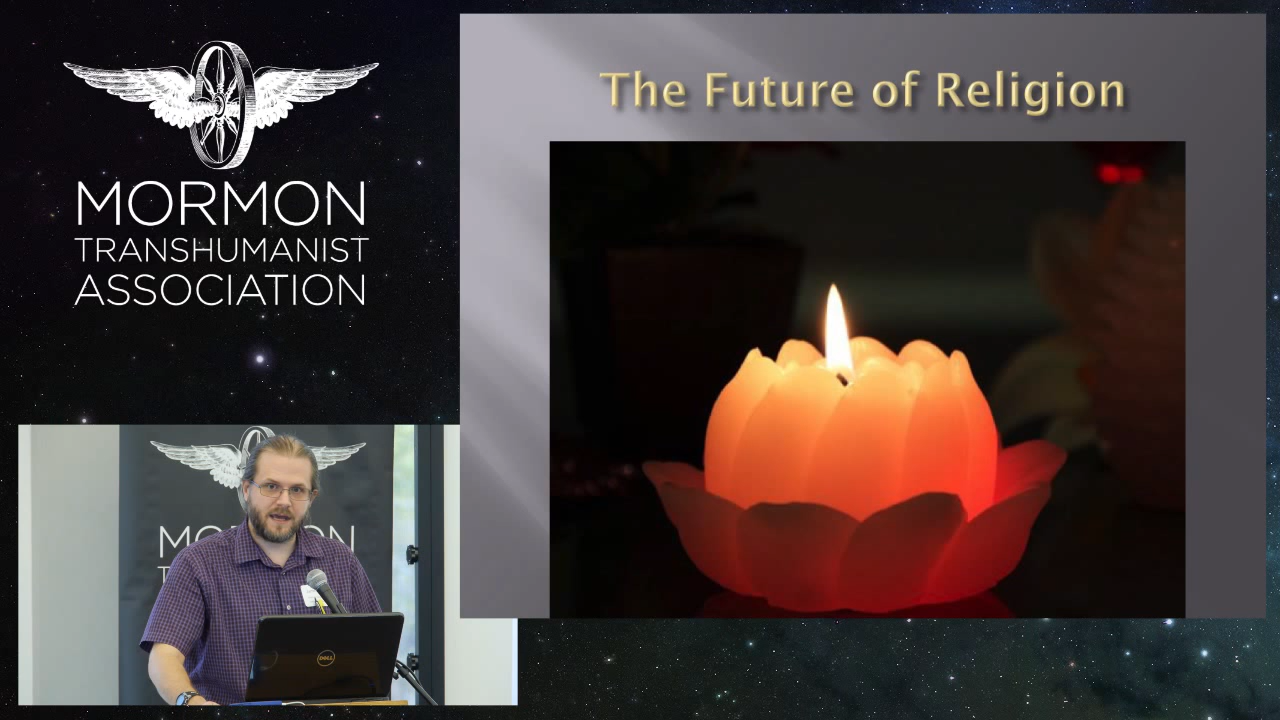 MORMON
TRANSHUMANIST
ASSOCIATION
The Future of Religion
DELL